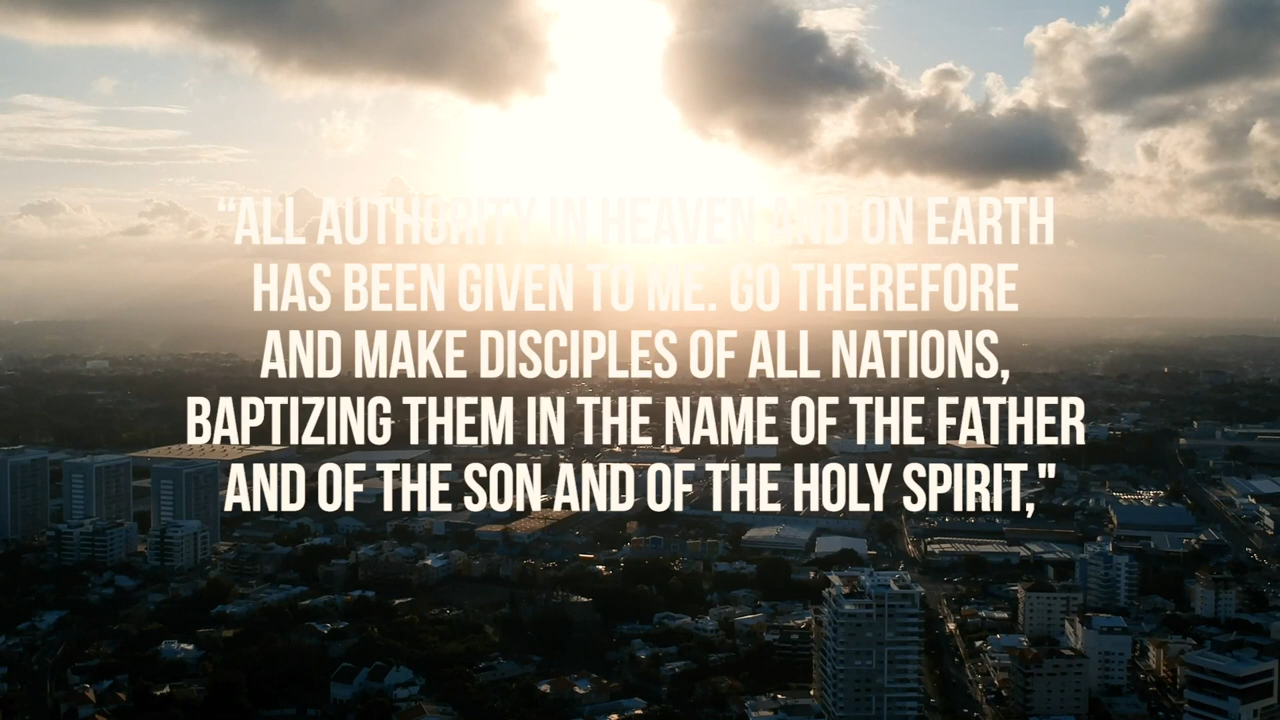 “ALL AUTHORITY IN HEAVEN AND ON EARTH
HAS BEEN GIVEN TO ME. GO THEREFORE
AND MAKE DISCIPLES OF ALL NATIONS,
BAPTIZING THEM IN THE NAME OF THE FATHER
AND OF THE SON AND OF THE HOLY SPIRIT,"